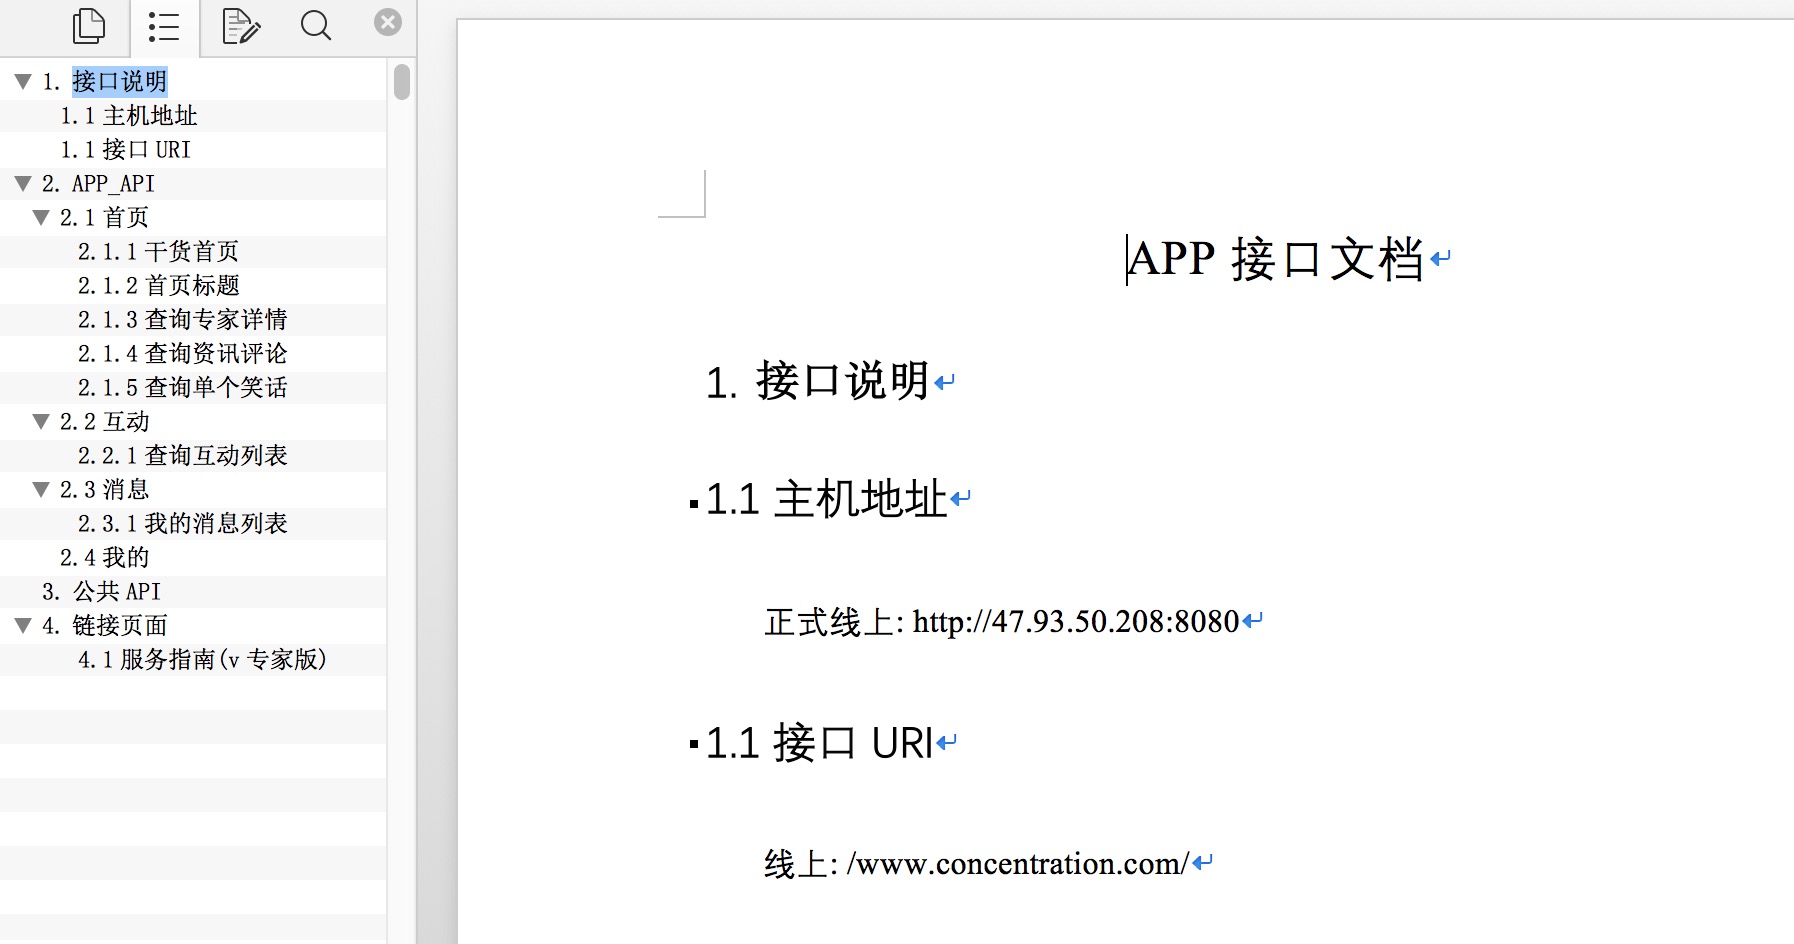 1. 接口说明
1.1 主机地址
1.1 接口 URI
2. APP_API
2.1 首页
2.1.1 干货首页
2.1.2 首页标题
2.1.3 查询专家详情
2.1.4 查询资讯评论
2.1.5 查询单个笑话
2.2 互动
2.2.1 查询互动列表
2.3 消息
2.3.1 我的消息列表
2.4 我的
3. 公共 API
4. 链接页面
4.1 服务指南(v 专家版)
APP 接口文档
1. 接口说明
1.1 主机地址
正式线上: http://47.93.50.208:8080
1.1 接口 URI
线上: /www.concentration.com/